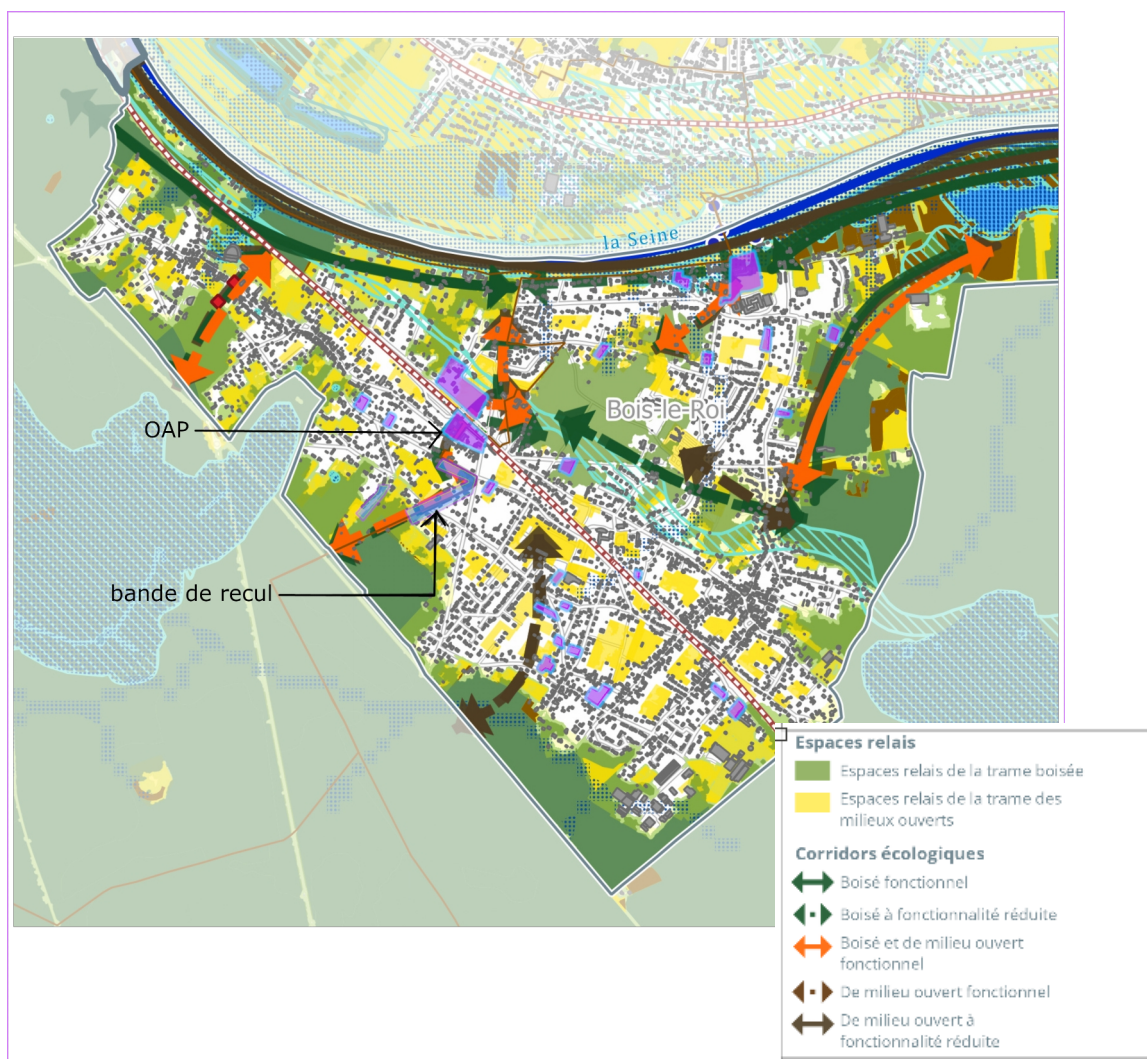 la Seine
Bois-le-Roi
OAP
bande de recul
Espaces relais
Espaces relais de la trame boisée
Espaces relais de la trame des
milieux ouverts
Corridors écologiques
Boisé fonctionnel
Boisé à fonctionnalité réduite
Boisé et de milieu ouvert
fonctionnel
De milieu ouvert fonctionnel
De milieu ouvert à
fonctionnalité réduite